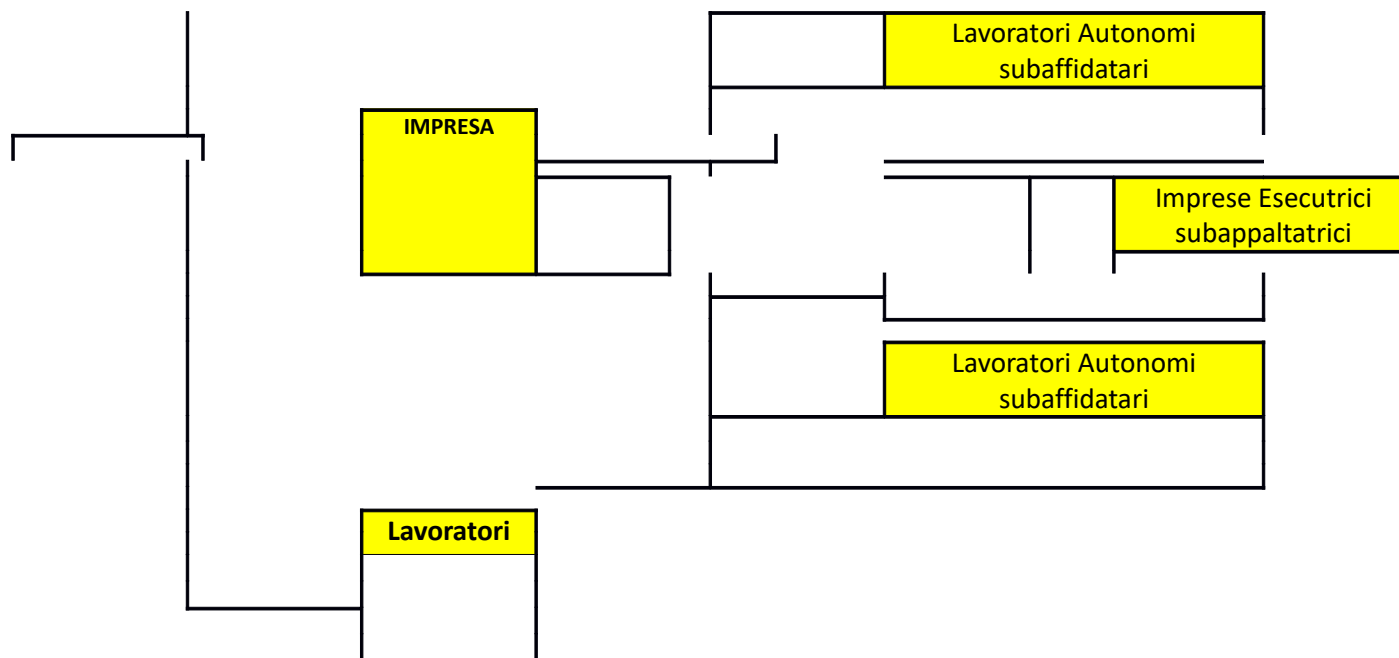 Lavoratori Autonomi
subaffidatari
IMPRESA
Imprese Esecutrici
subappaltatrici
Lavoratori Autonomi
subaffidatari
Lavoratori